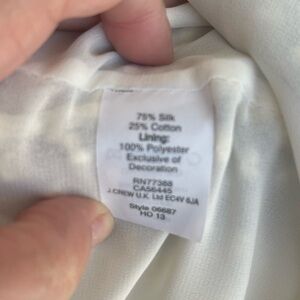 75% Silk
25% Cotton
Lining:
100% Polyester
Exclusive of
Decoration
RN77388
CA56445
J.CREW U.K. Ltd EC4V 6JA
Style 06687
HO 13